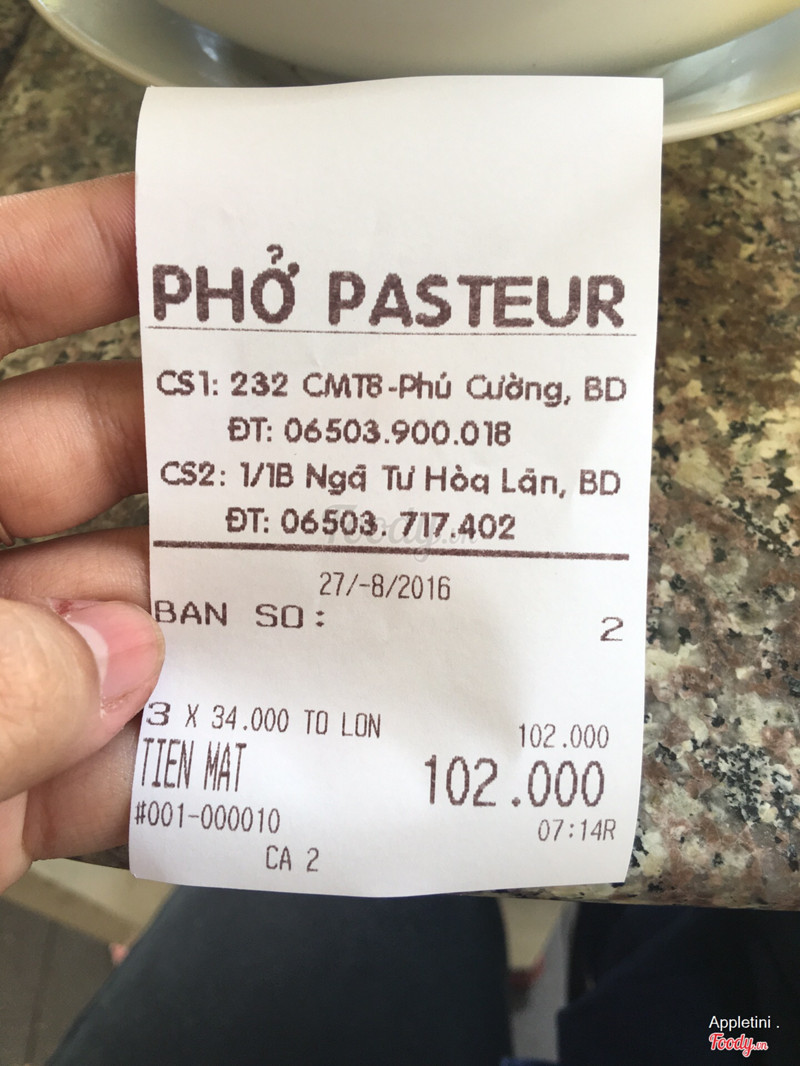 PHỞ PASTEUR
CS1: 232 CMT8-Phú Cường, BD
ĐT: 06503.900.018
CS2: 1/1B Ngã Tư Hòa Lân, BD
ĐT: 06503. 717.402
27/-8/2016
BAN SO: 2
3 X 34.000 TO LON 102.000
TIEN MAT 102.000
#001-000010 07:14R
CA 2
Foody.vn
Appletini .
Foody.vn